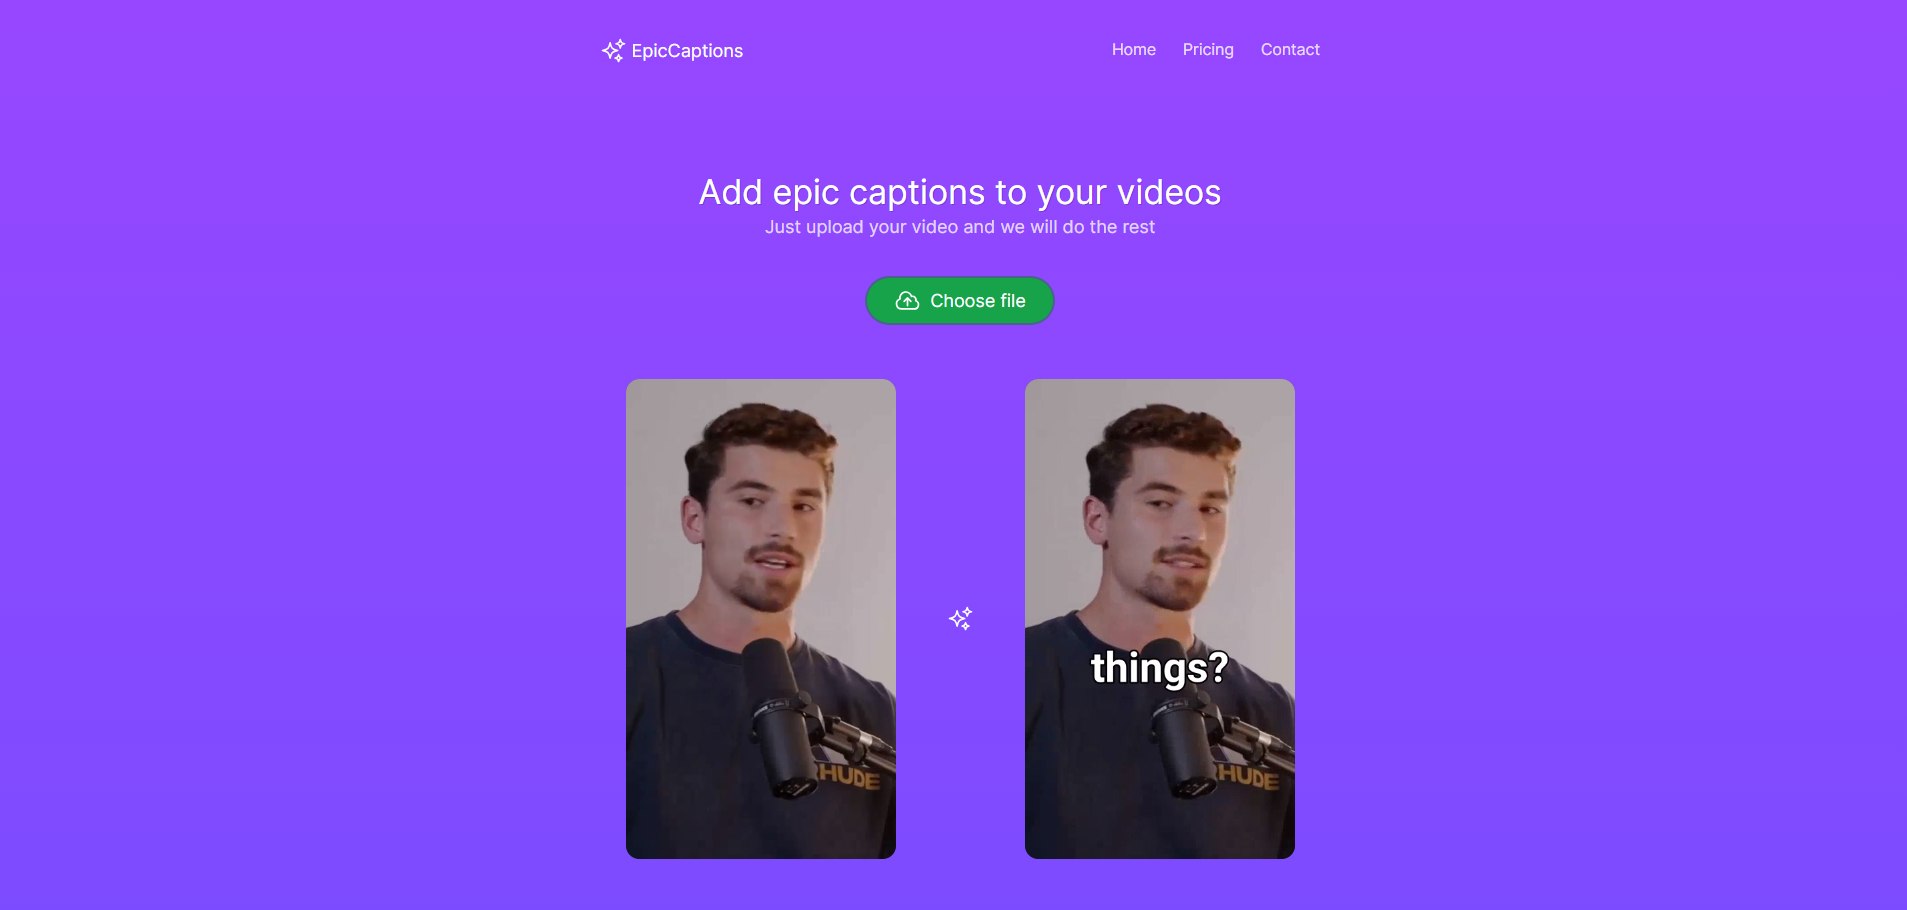 EpicCaptions
Home Pricing Contact
Add epic captions to your videos
Just upload your video and we will do the rest
Choose file
things?
HUDE
HUDE